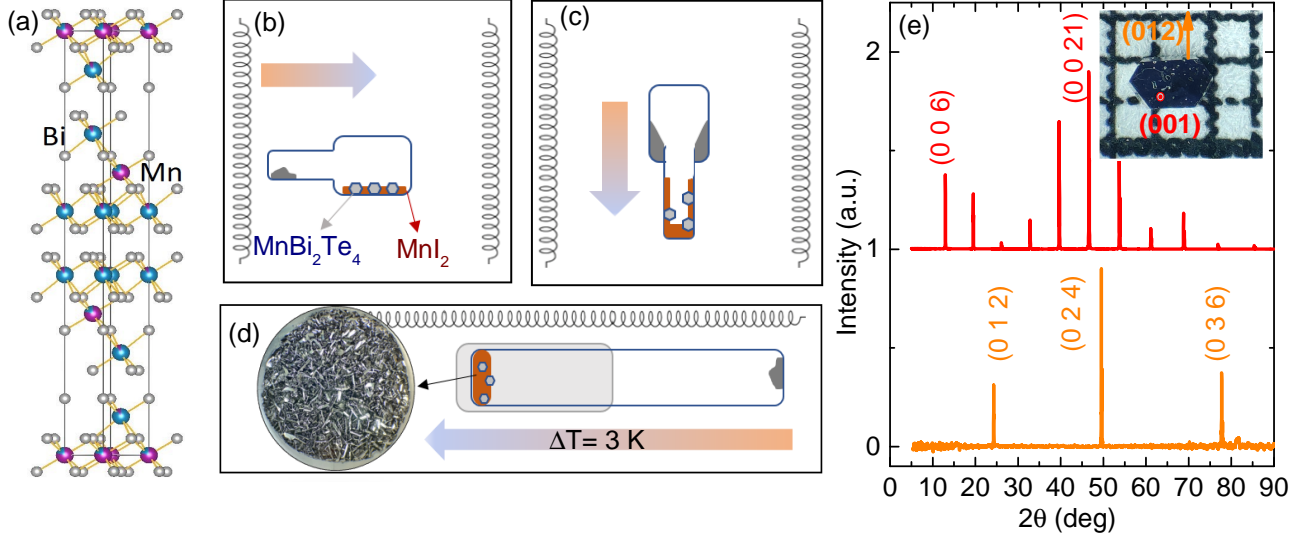 (a)
Bi
Mn
(b)
MnBi₂Te₄
MnI₂
(c)
(d)
ΔT= 3 K
(e)
(0 0 6)
(0 0 21)
(012)
(001)
(0 1 2)
(0 2 4)
(0 3 6)
Intensity (a.u.)
2
1
0
0 10 20 30 40 50 60 70 80 90
2θ (deg)